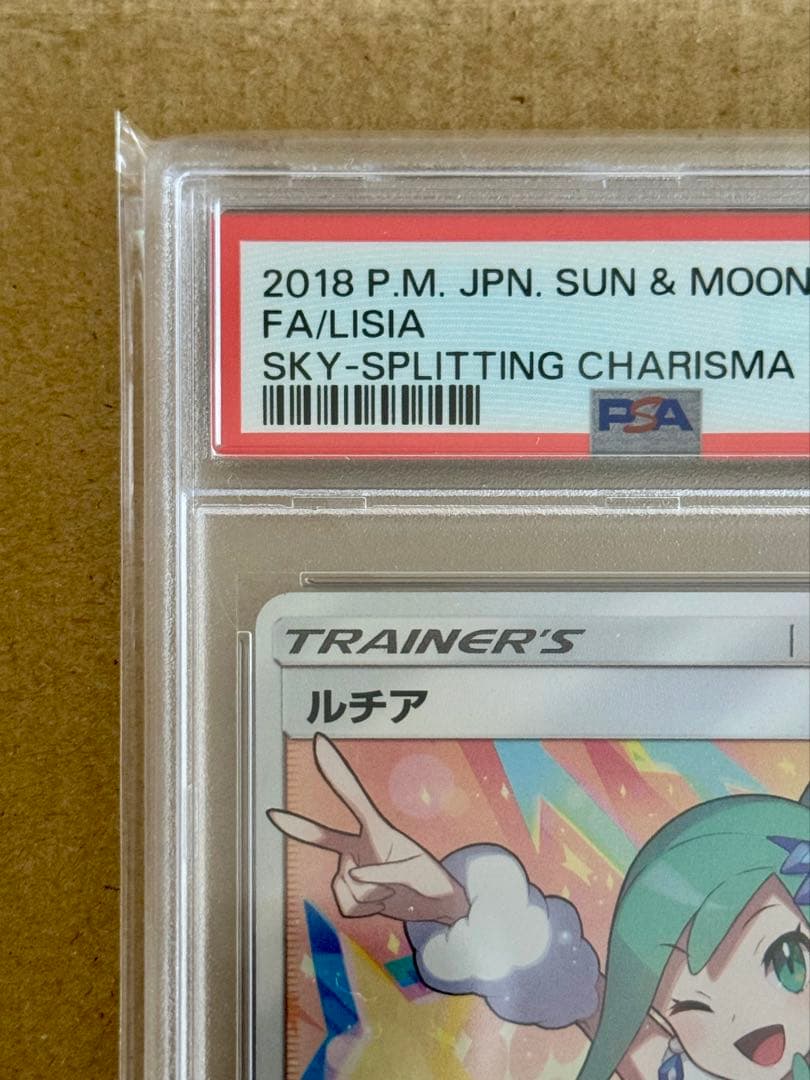 2018 P.M. JPN. SUN & MOON
FA/LISIA
SKY-SPLITTING CHARISMA
PSA
TRAINER'S
ルチア